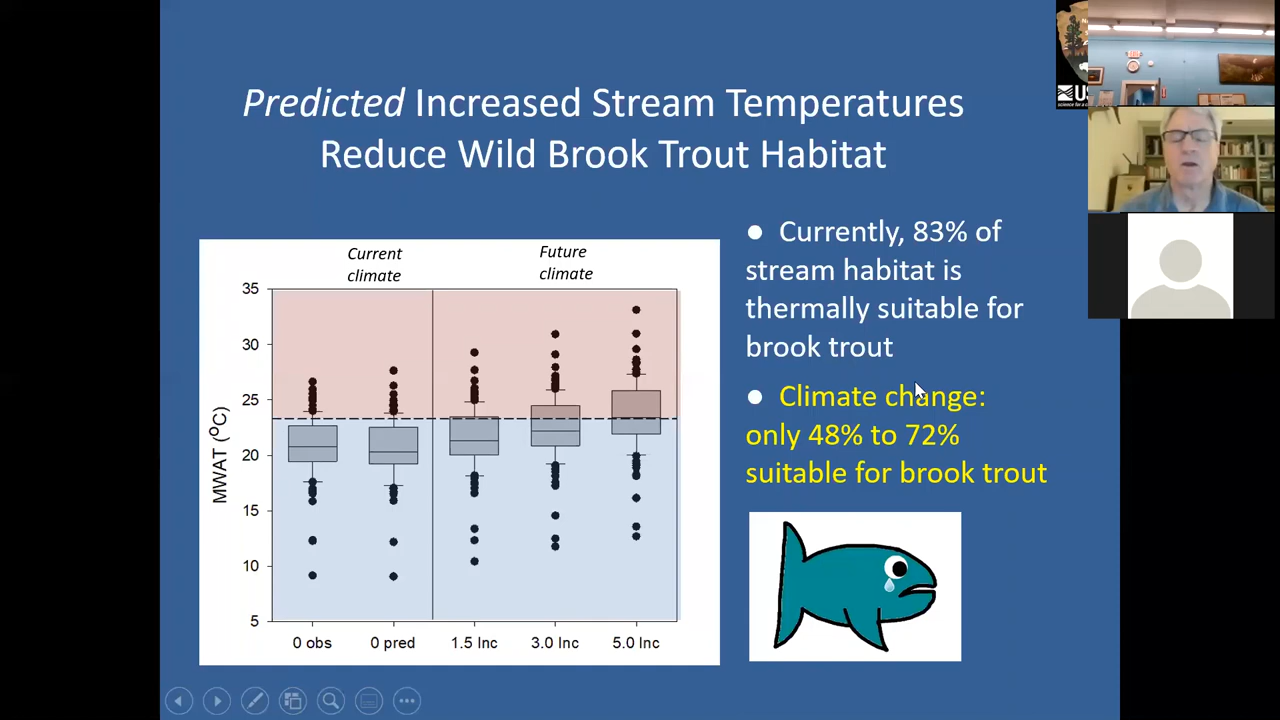 Predicted Increased Stream Temperatures
Reduce Wild Brook Trout Habitat
Current
climate
Future
climate
35
30
25
20
15
10
5
MWAT (°C)
0 obs
0 pred
1.5 Inc
3.0 Inc
5.0 Inc
● Currently, 83% of
stream habitat is
thermally suitable for
brook trout
● Climate change:
only 48% to 72%
suitable for brook trout